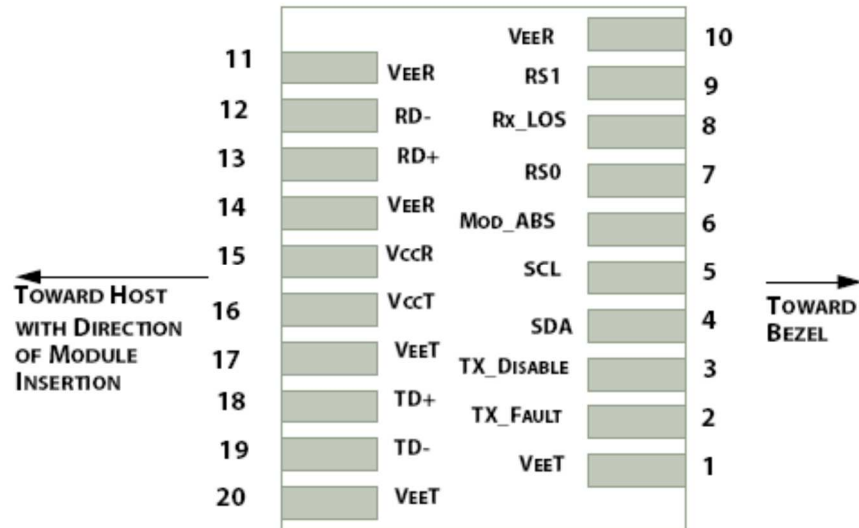 11 VEER
12 RD-
13 RD+
14 VEER
15 VCCR
16 VCCT
17 VEET
18 TD+
19 TD-
20 VEET
VEER 10
RS1 9
RX_LOS 8
RS0 7
MOD_ABS 6
SCL 5
SDA 4
TX_DISABLE 3
TX_FAULT 2
VEET 1
TOWARD HOST
WITH DIRECTION
OF MODULE
INSERTION
TOWARD
BEZEL